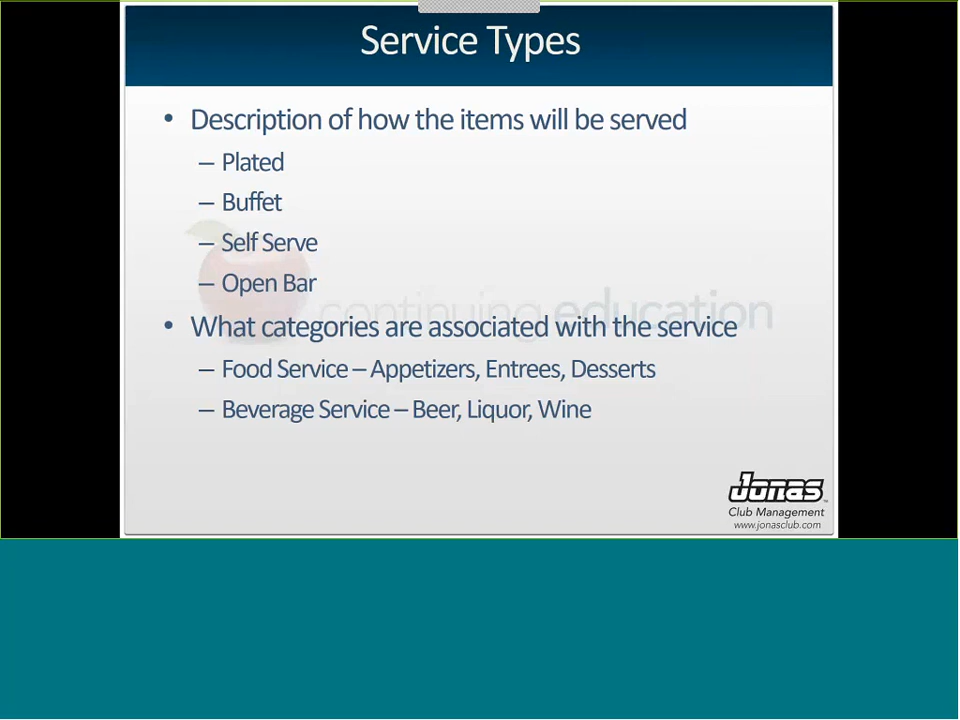 Service Types
• Description of how the items will be served
– Plated
– Buffet
– Self Serve
– Open Bar
continuing education
• What categories are associated with the service
– Food Service – Appetizers, Entrees, Desserts
– Beverage Service – Beer, Liquor, Wine
Jonas
Club Management
www.jonasclub.com